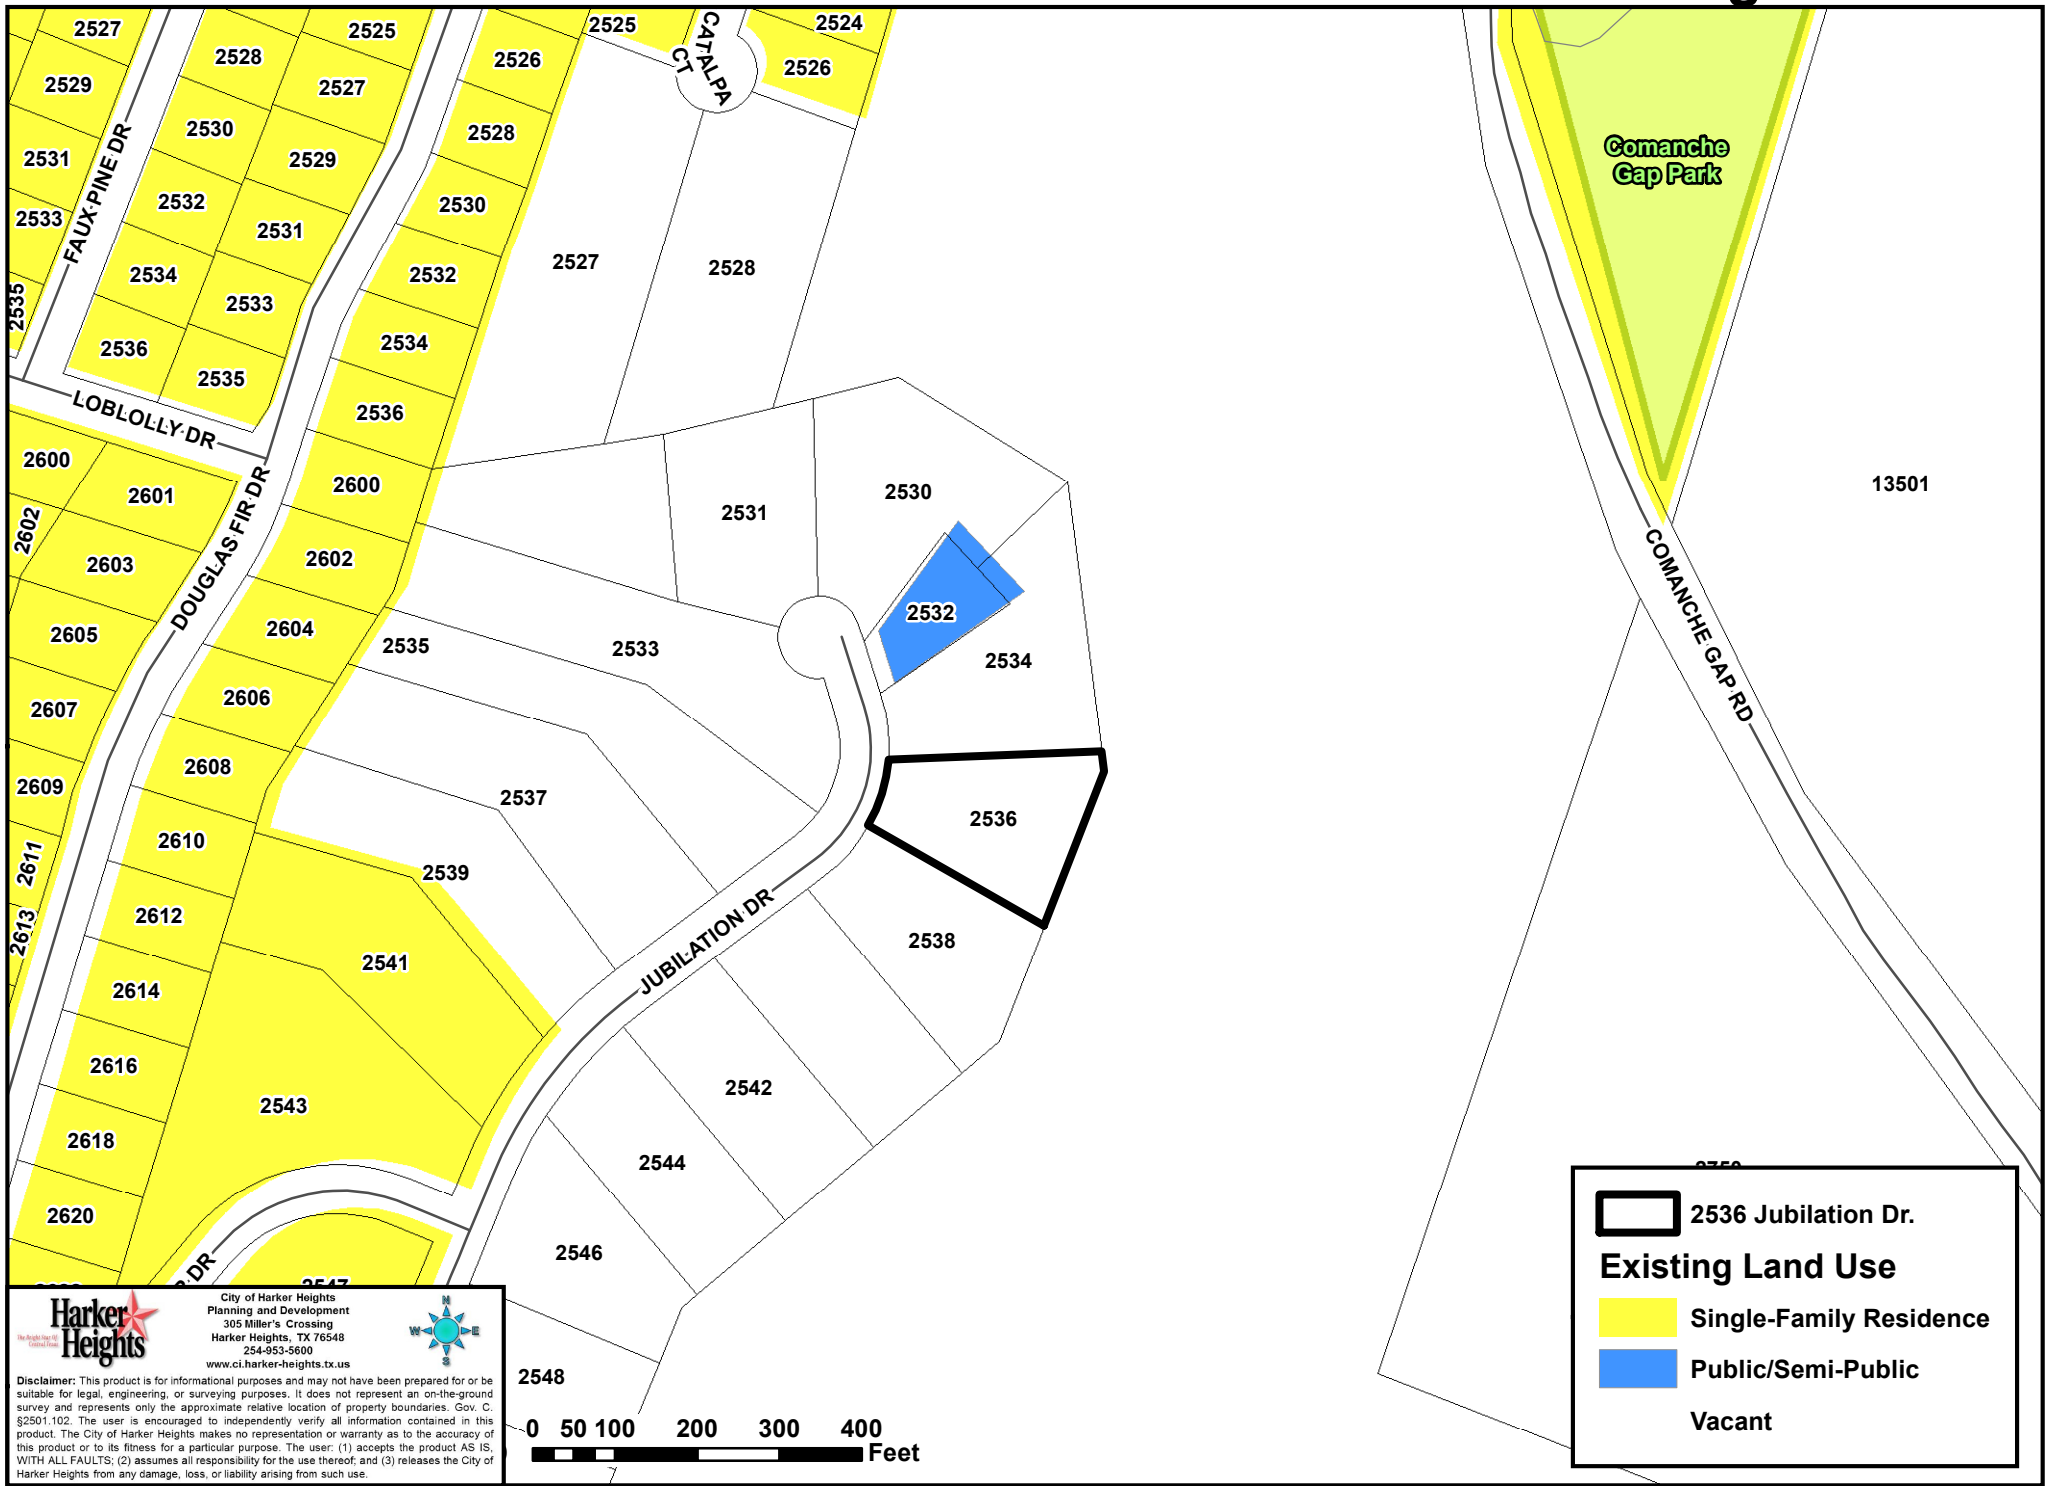 2527
2525
2525
CATALPA
CT
2524
2528
2526
2526
2529
2527
2530
2528
2531
FAUX PINE DR
2529
Comanche
Gap Park
2532
2530
2533
2531
2527
2528
2534
2532
2535
2533
2536
2534
2535
LOBLOLLY DR
2536
2600
2601
2600
2531
2530
13501
2602
DOUGLAS FIR DR
2603
2602
2532
2605
2604
2535
2533
2534
COMANCHE GAP RD
2607
2606
2609
2608
2537
2536
2611
2610
2539
2613
2612
JUBILATION DR
2538
2541
2614
2616
2542
2543
2618
2544
2620
2546
DR
2547
2548
2536 Jubilation Dr.
Existing Land Use
Single-Family Residence
Public/Semi-Public
Vacant
Harker
Heights
The Bright Star Of
Central Texas
City of Harker Heights
Planning and Development
305 Miller's Crossing
Harker Heights, TX 76548
254-953-5600
www.ci.harker-heights.tx.us
N
W E
S
Disclaimer: This product is for informational purposes and may not have been prepared for or be
suitable for legal, engineering, or surveying purposes. It does not represent an on-the-ground
survey and represents only the approximate relative location of property boundaries. Gov. C.
§2501.102. The user is encouraged to independently verify all information contained in this
product. The City of Harker Heights makes no representation or warranty as to the accuracy of
this product or to its fitness for a particular purpose. The user: (1) accepts the product AS IS,
WITH ALL FAULTS; (2) assumes all responsibility for the use thereof; and (3) releases the City of
Harker Heights from any damage, loss, or liability arising from such use.
0 50 100 200 300 400
Feet